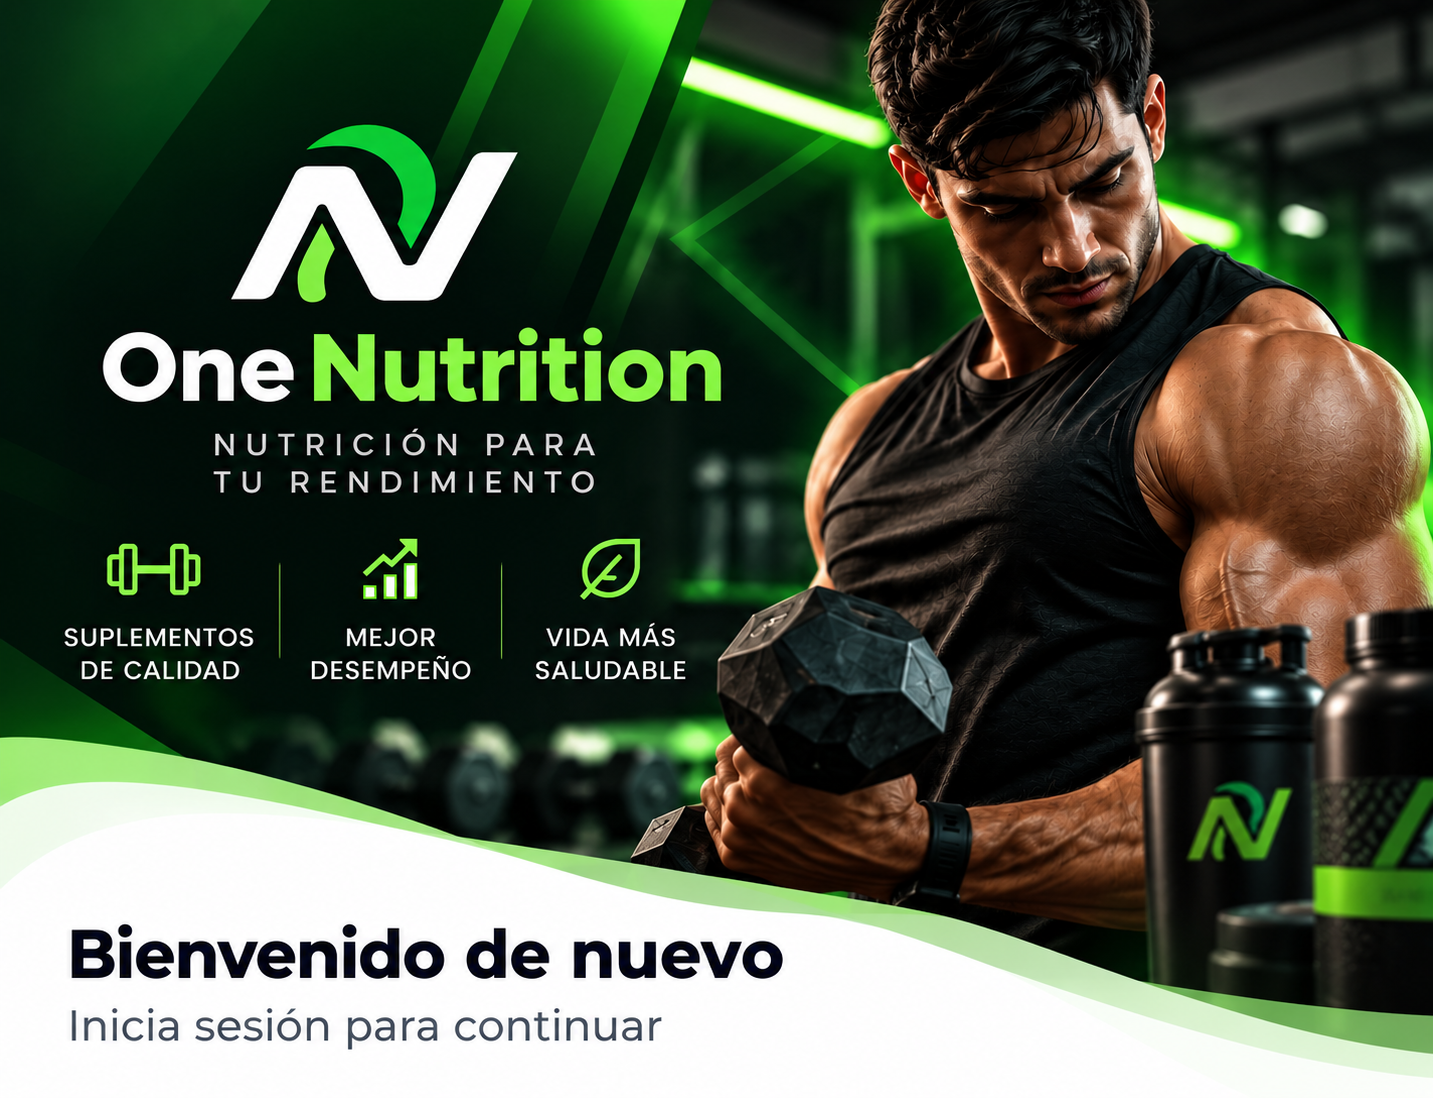 One Nutrition
NUTRICIÓN PARA
TU RENDIMIENTO
SUPLEMENTOS
DE CALIDAD
MEJOR
DESEMPEÑO
VIDA MÁS
SALUDABLE
Bienvenido de nuevo
Inicia sesión para continuar